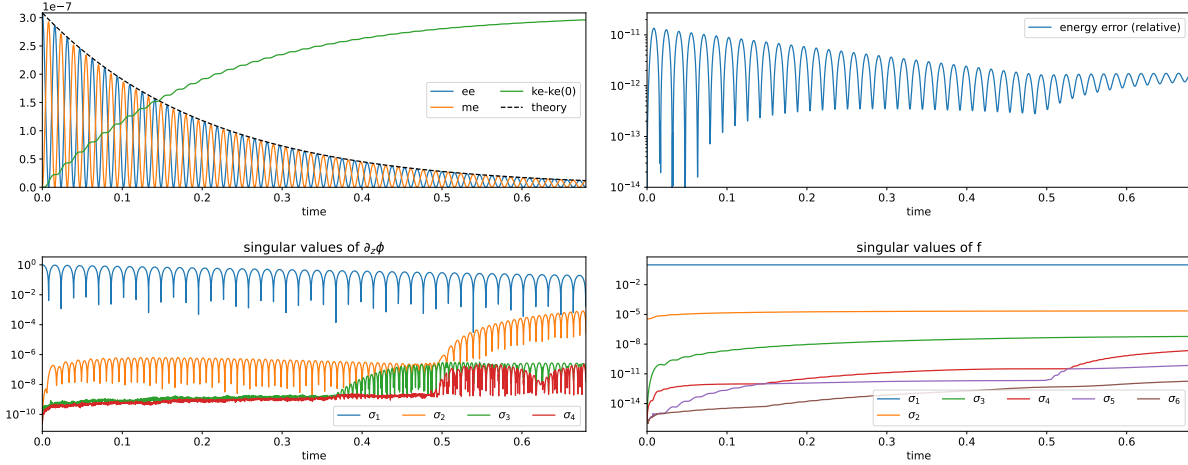 1e−7
3.0
2.5
2.0
1.5
1.0
0.5
0.0
ee
me
ke-ke(0)
theory
0.0 0.1 0.2 0.3 0.4 0.5 0.6
time
10⁻¹¹
10⁻¹²
10⁻¹³
10⁻¹⁴
energy error (relative)
0.0 0.1 0.2 0.3 0.4 0.5 0.6
time
singular values of ∂zϕ
10⁰
10⁻²
10⁻⁴
10⁻⁶
10⁻⁸
10⁻¹⁰
σ₁ σ₂ σ₃ σ₄
0.0 0.1 0.2 0.3 0.4 0.5 0.6
time
singular values of f
10⁻²
10⁻⁵
10⁻⁸
10⁻¹¹
10⁻¹⁴
σ₁ σ₃ σ₄ σ₅ σ₆
σ₂
0.0 0.1 0.2 0.3 0.4 0.5 0.6
time